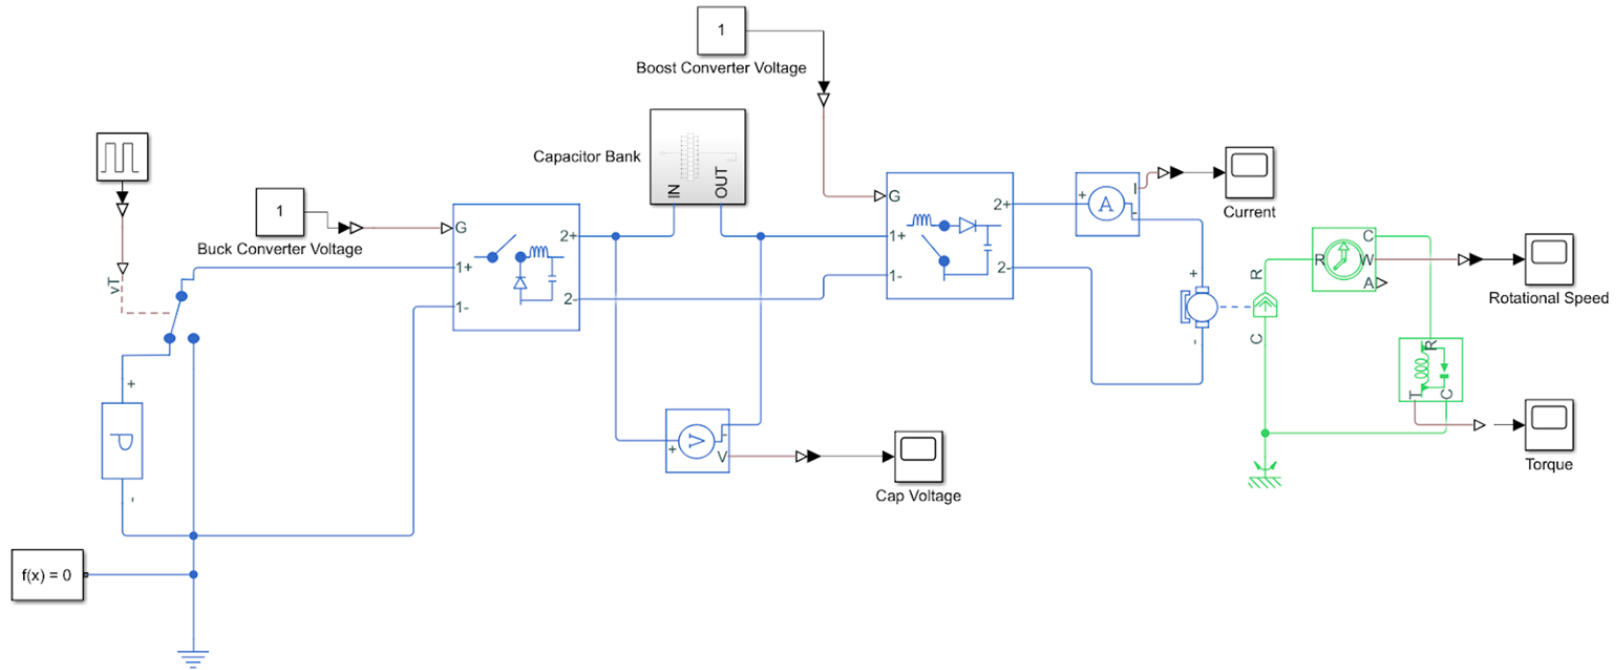 1
Boost Converter Voltage
Capacitor Bank
IN
OUT
1
Buck Converter Voltage
G
1+
1-
2+
2-
G
1+
1-
2+
2-
+
A
I
-
Current
vT
+
P
-
+
V
-
V
Cap Voltage
+
-
R
C
R
C
W
A
Rotational Speed
R
T
C
Torque
f(x) = 0